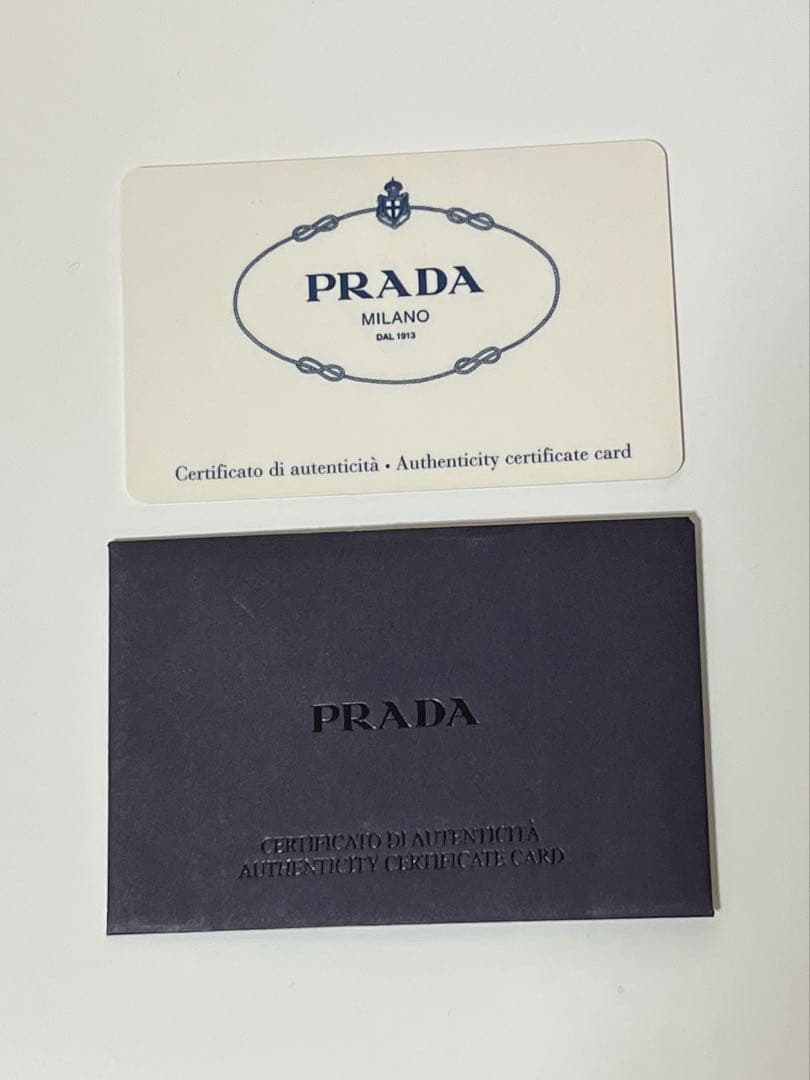 PRADA
MILANO
DAL 1913
Certificato di autenticità • Authenticity certificate card
PRADA
CERTIFICATO DI AUTENTICITÀ
AUTHENTICITY CERTIFICATE CARD